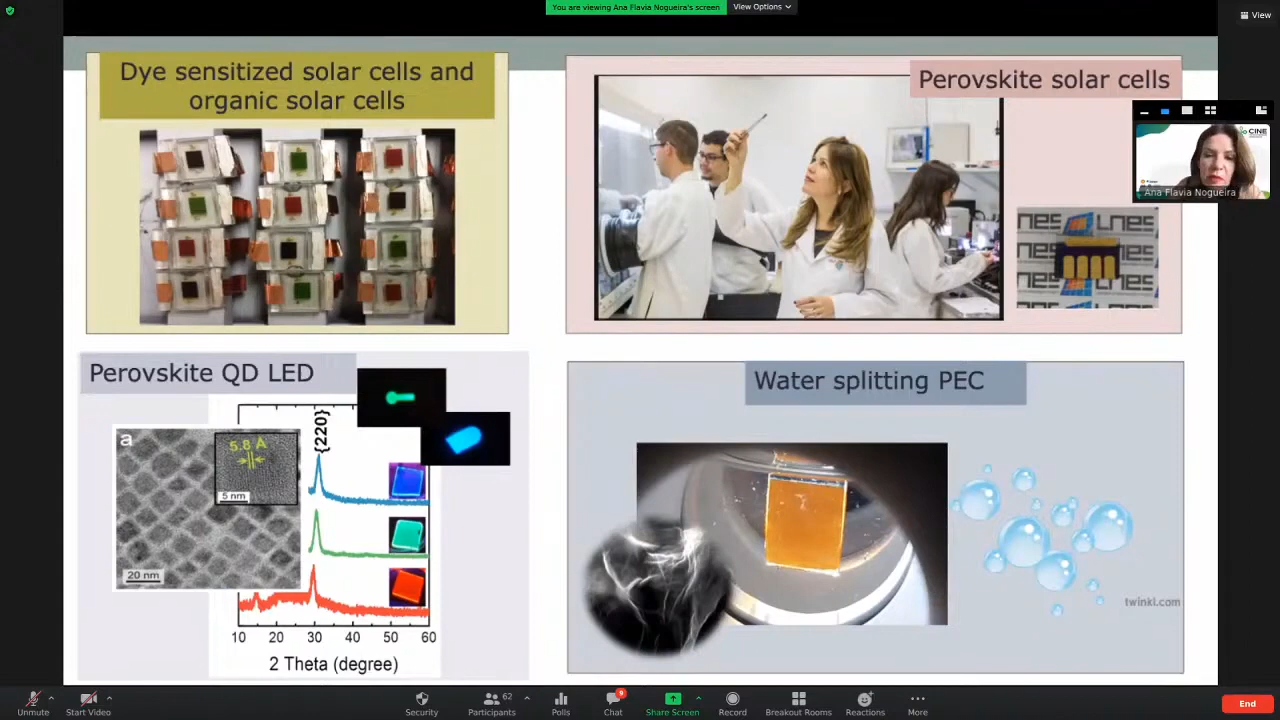 You are viewing Ana Flavia Nogueira's screen
View Options
View
Dye sensitized solar cells and
organic solar cells
Perovskite solar cells
CINE
Ana Flavia Nogueira
LNES
Perovskite QD LED
{220}
a
5.8 Å
5 nm
20 nm
10 20 30 40 50 60
2 Theta (degree)
Water splitting PEC
twinkl.com
Unmute
Start Video
Security
Participants
62
Polls
Chat
9
Share Screen
Record
Breakout Rooms
Reactions
More
End